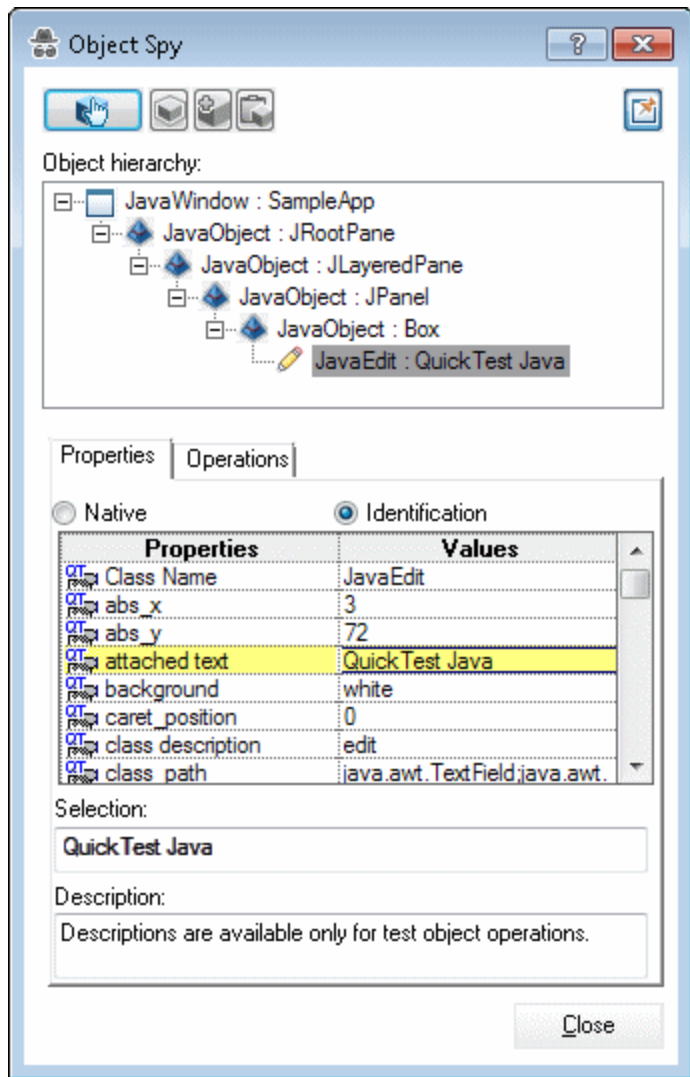 Object Spy
?
Object hierarchy:
JavaWindow : SampleApp
JavaObject : JRootPane
JavaObject : JLayeredPane
JavaObject : JPanel
JavaObject : Box
JavaEdit : QuickTest Java
Properties Operations
Native Identification
Properties Values
Class Name JavaEdit
abs_x 3
abs_y 72
attached text QuickTest Java
background white
caret_position 0
class description edit
class_path java.awt.TextField;java.awt.
Selection:
QuickTest Java
Description:
Descriptions are available only for test object operations.
Close